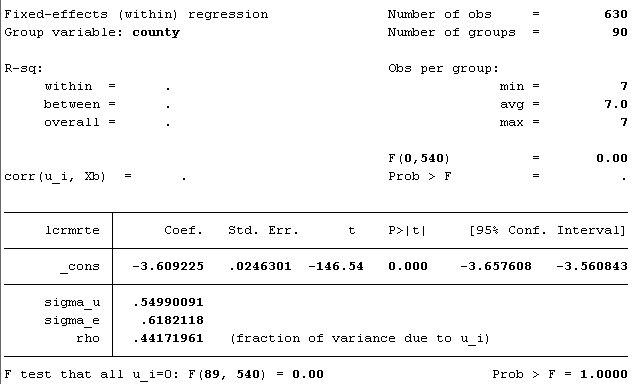 Fixed-effects (within) regression Number of obs = 630
Group variable: county Number of groups = 90
R-sq: Obs per group:
within = . min = 7
between = . avg = 7.0
overall = . max = 7
F(0,540) = 0.00
corr(u_i, Xb) = . Prob > F = .
lcrmrte Coef. Std. Err. t P>|t| [95% Conf. Interval]
_cons -3.609225 .0246301 -146.54 0.000 -3.657608 -3.560843
sigma_u .54990091
sigma_e .6182118
rho .44171961 (fraction of variance due to u_i)
F test that all u_i=0: F(89, 540) = 0.00 Prob > F = 1.0000